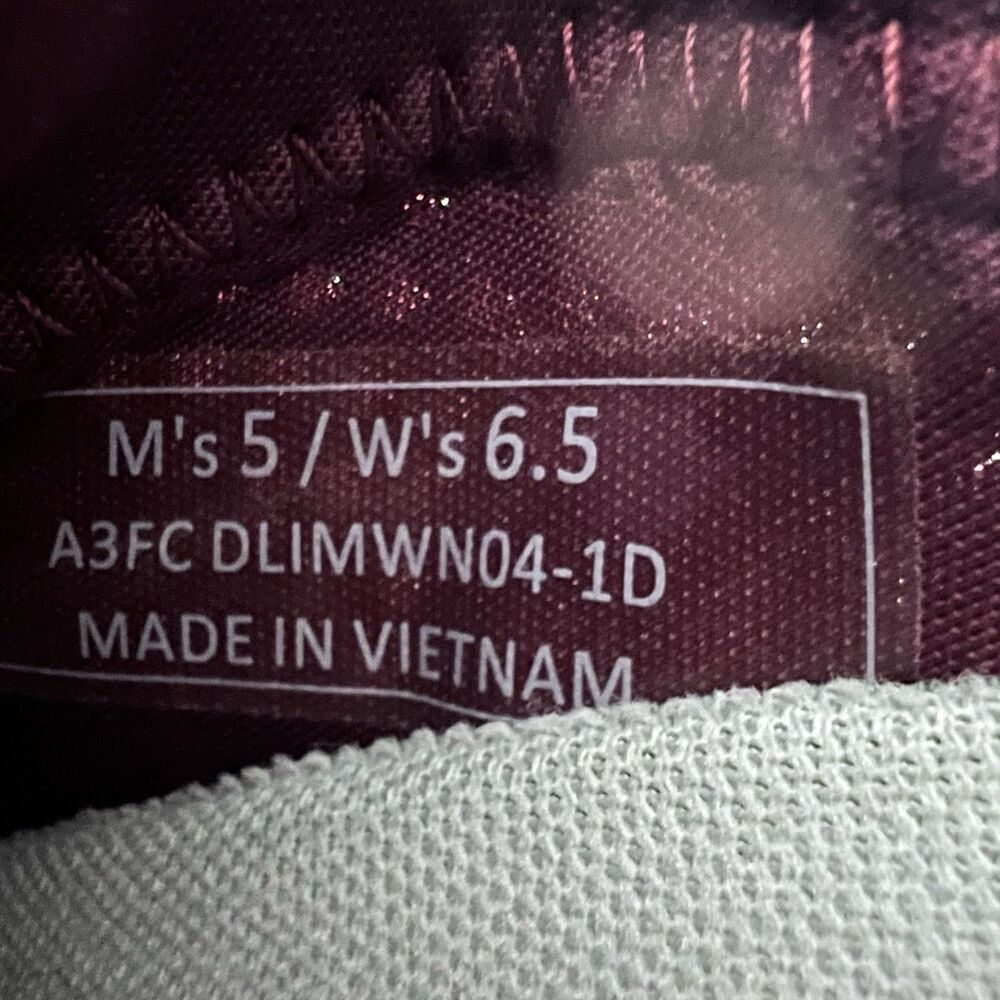 M's 5 / W's 6.5
A3FC DLIMWN04-1D
MADE IN VIETNAM